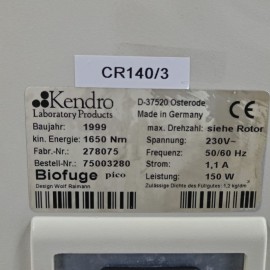 CR140/3
Kendro
Laboratory Products
D-37520 Osterode
Made in Germany
CE
Baujahr: 1999
max. Drehzahl: siehe Rotor
kin. Energie: 1650 Nm
Spannung: 230V~
Fabr.-Nr.: 278075
Frequenz: 50/60 Hz
Bestell-Nr.: 75003280
Strom: 1,1 A
Biofuge pico
Leistung: 150 W
Design Wolf Raimann
Zulässige Dichte des Füllgutes: 1,2 kg/dm³